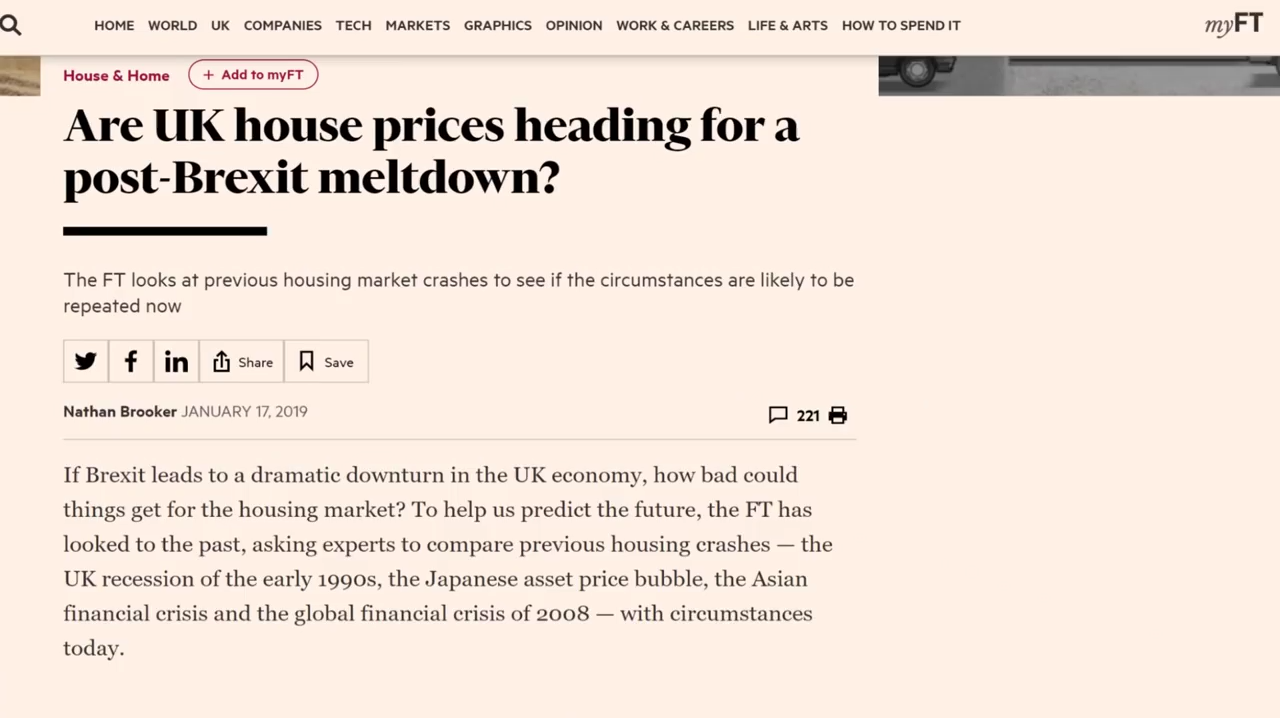 HOME WORLD UK COMPANIES TECH MARKETS GRAPHICS OPINION WORK & CAREERS LIFE & ARTS HOW TO SPEND IT
myFT
House & Home
+ Add to myFT
Are UK house prices heading for a
post-Brexit meltdown?
The FT looks at previous housing market crashes to see if the circumstances are likely to be
repeated now
Share
Save
Nathan Brooker JANUARY 17, 2019
221
If Brexit leads to a dramatic downturn in the UK economy, how bad could
things get for the housing market? To help us predict the future, the FT has
looked to the past, asking experts to compare previous housing crashes — the
UK recession of the early 1990s, the Japanese asset price bubble, the Asian
financial crisis and the global financial crisis of 2008 — with circumstances
today.